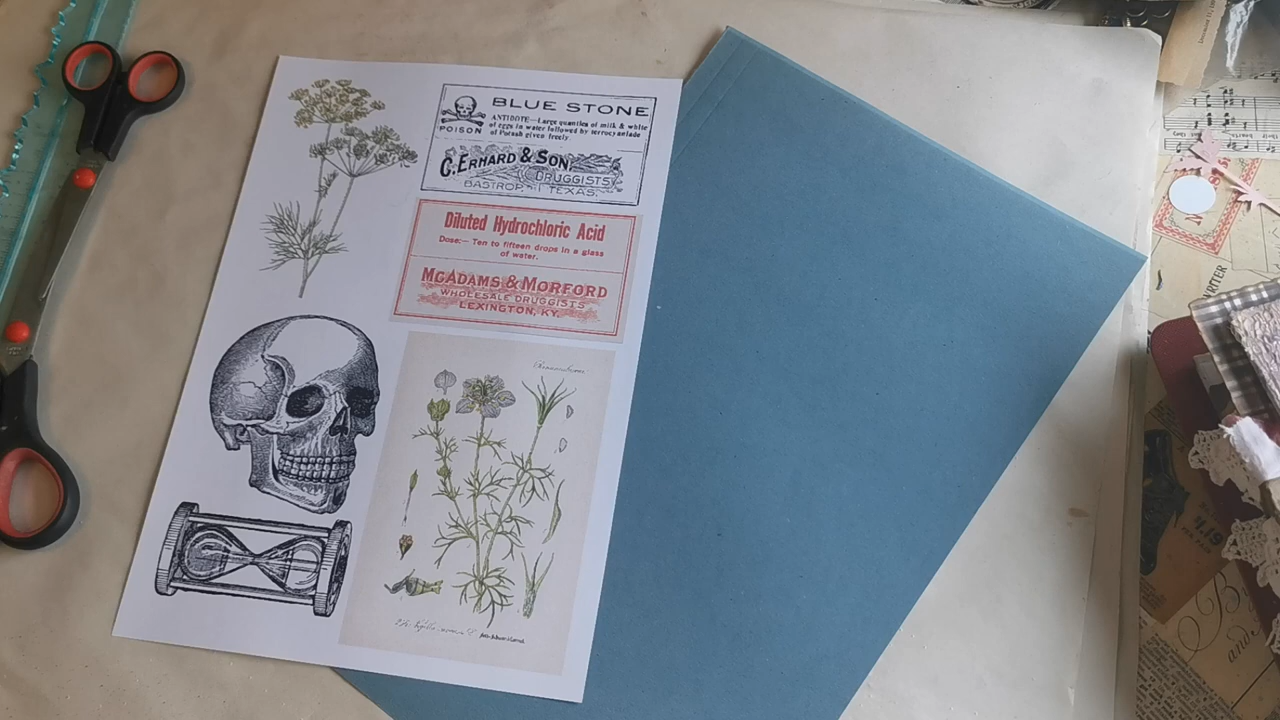 BLUE STONE
POISON
ANTIDOTE—Large quanties of milk & white
of eggs in water followed by ferrocyanide
of Potash given freely
C. ERHARD & SON
DRUGGISTS
BASTROP, TEXAS.
Diluted Hydrochloric Acid
Dose:— Ten to fifteen drops in a glass
of water.
MCADAMS & MORFORD
WHOLESALE DRUGGISTS
LEXINGTON, KY.